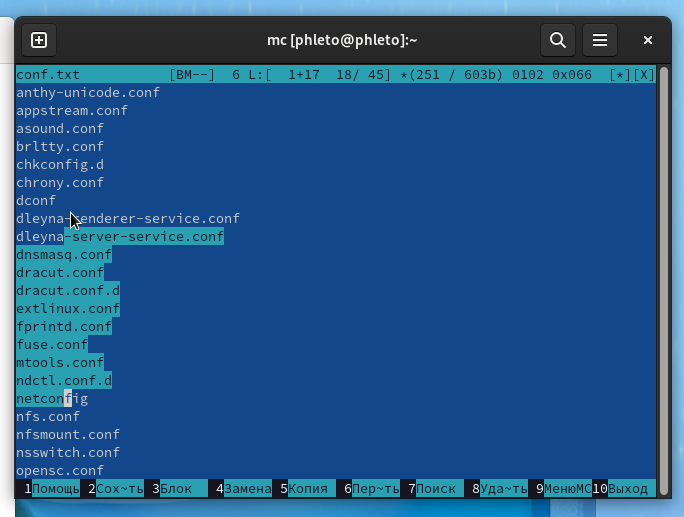 mc [phleto@phleto]:~
conf.txt [BM--] 6 L:[ 1+17 18/ 45] *(251 / 603b) 0102 0x066 [*][X]
anthy-unicode.conf
appstream.conf
asound.conf
brltty.conf
chkconfig.d
chrony.conf
dconf
dleyna-renderer-service.conf
dleyna-server-service.conf
dnsmasq.conf
dracut.conf
dracut.conf.d
extlinux.conf
fprintd.conf
fuse.conf
mtools.conf
ndctl.conf.d
netconfig
nfs.conf
nfsmount.conf
nsswitch.conf
opensc.conf
1Помощь 2Сох~ть 3Блок 4Замена 5Копия 6Пер~ть 7Поиск 8Уда~ть 9МенюMC 10Выход